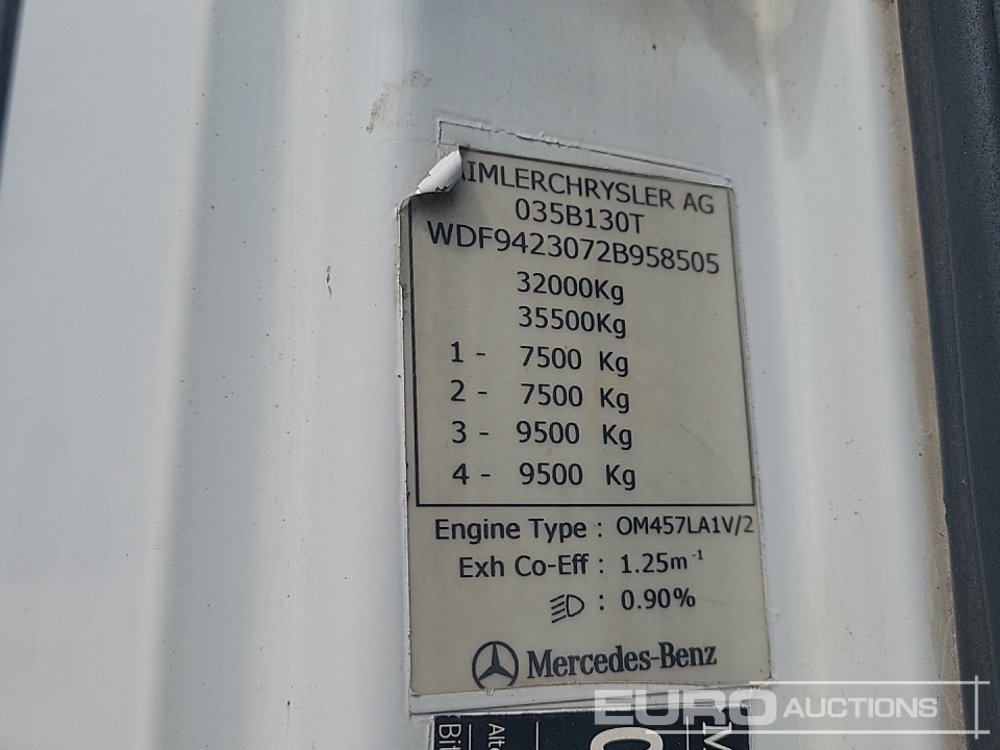 AIMLERCHRYSLER AG
035B130T
WDF9423072B958505
32000Kg
35500Kg
1 - 7500 Kg
2 - 7500 Kg
3 - 9500 Kg
4 - 9500 Kg
Engine Type : OM457LA1V/2
Exh Co-Eff : 1.25m⁻¹
: 0.90%
Mercedes-Benz
EURO AUCTIONS